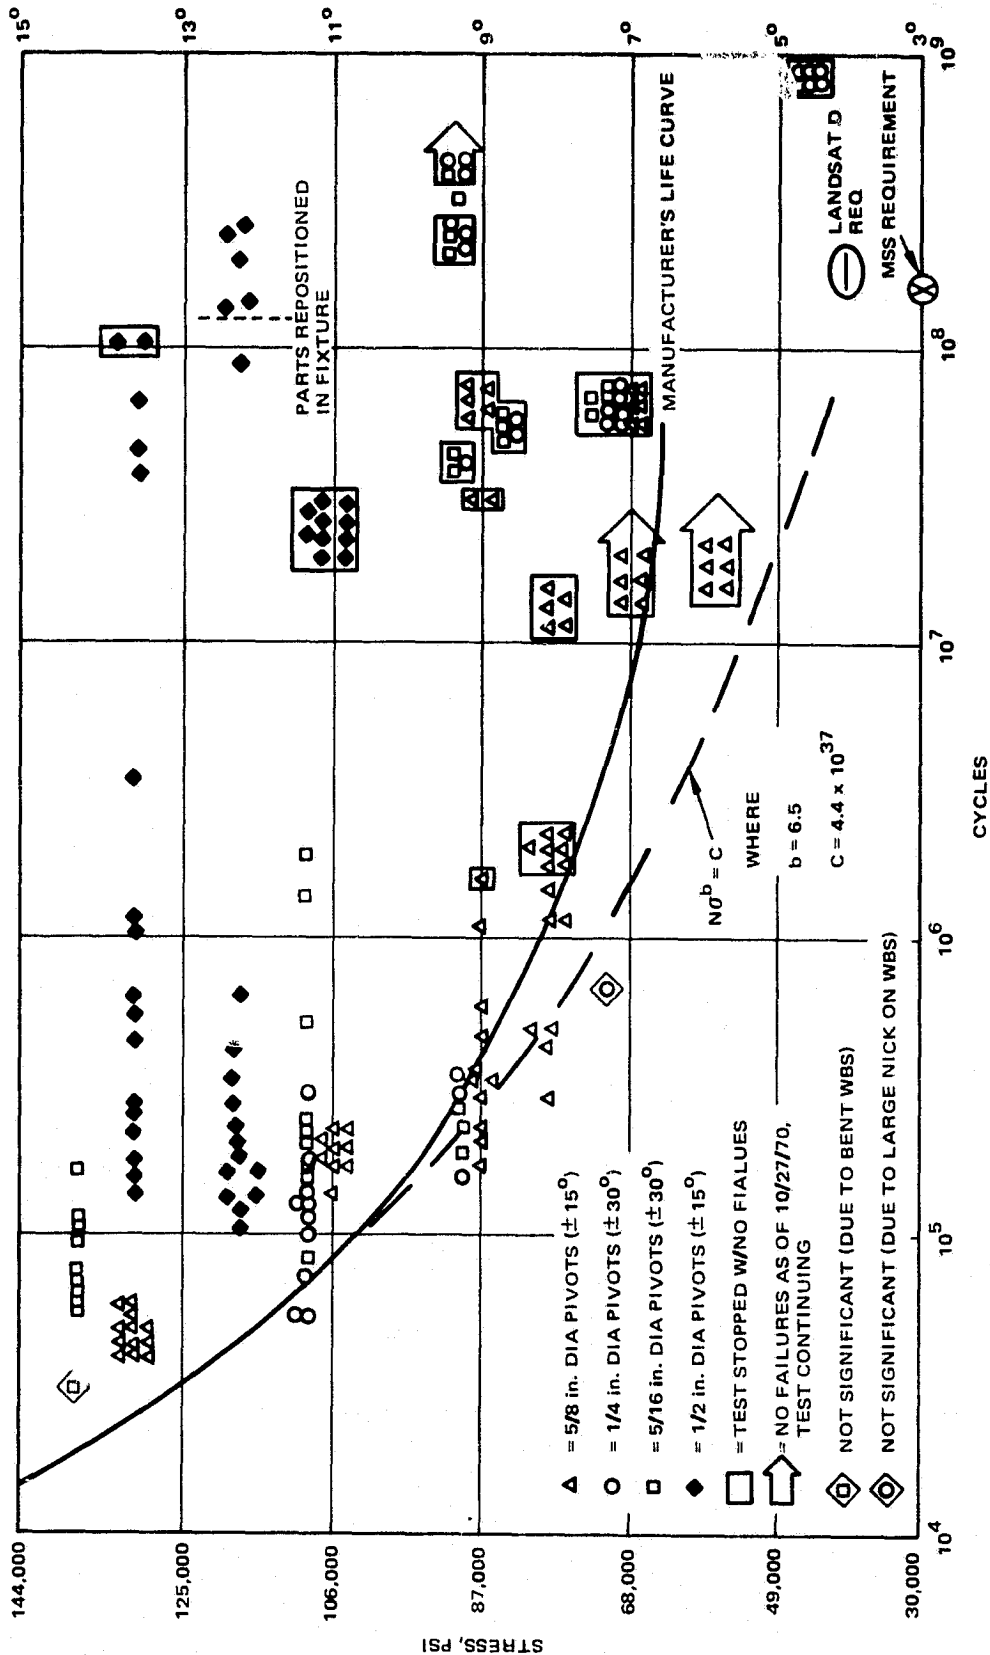 144,000
125,000
106,000
87,000
68,000
49,000
30,000
STRESS, PSI
15°
13°
11°
9°
7°
5°
3°
10⁴
10⁵
10⁶
10⁷
10⁸
10⁹
CYCLES
PARTS REPOSITIONED
IN FIXTURE
MANUFACTURER'S LIFE CURVE
LANDSAT D
REQ
MSS REQUIREMENT
Nσᵇ = C
WHERE
b = 6.5
C = 4.4 x 10³⁷
= 5/8 in. DIA PIVOTS (± 15°)
= 1/4 in. DIA PIVOTS (± 30°)
= 5/16 in. DIA PIVOTS (± 30°)
= 1/2 in. DIA PIVOTS (± 15°)
= TEST STOPPED W/NO FIALUES
= NO FAILURES AS OF 10/27/70,
TEST CONTINUING
NOT SIGNIFICANT (DUE TO BENT WBS)
NOT SIGNIFICANT (DUE TO LARGE NICK ON WBS)